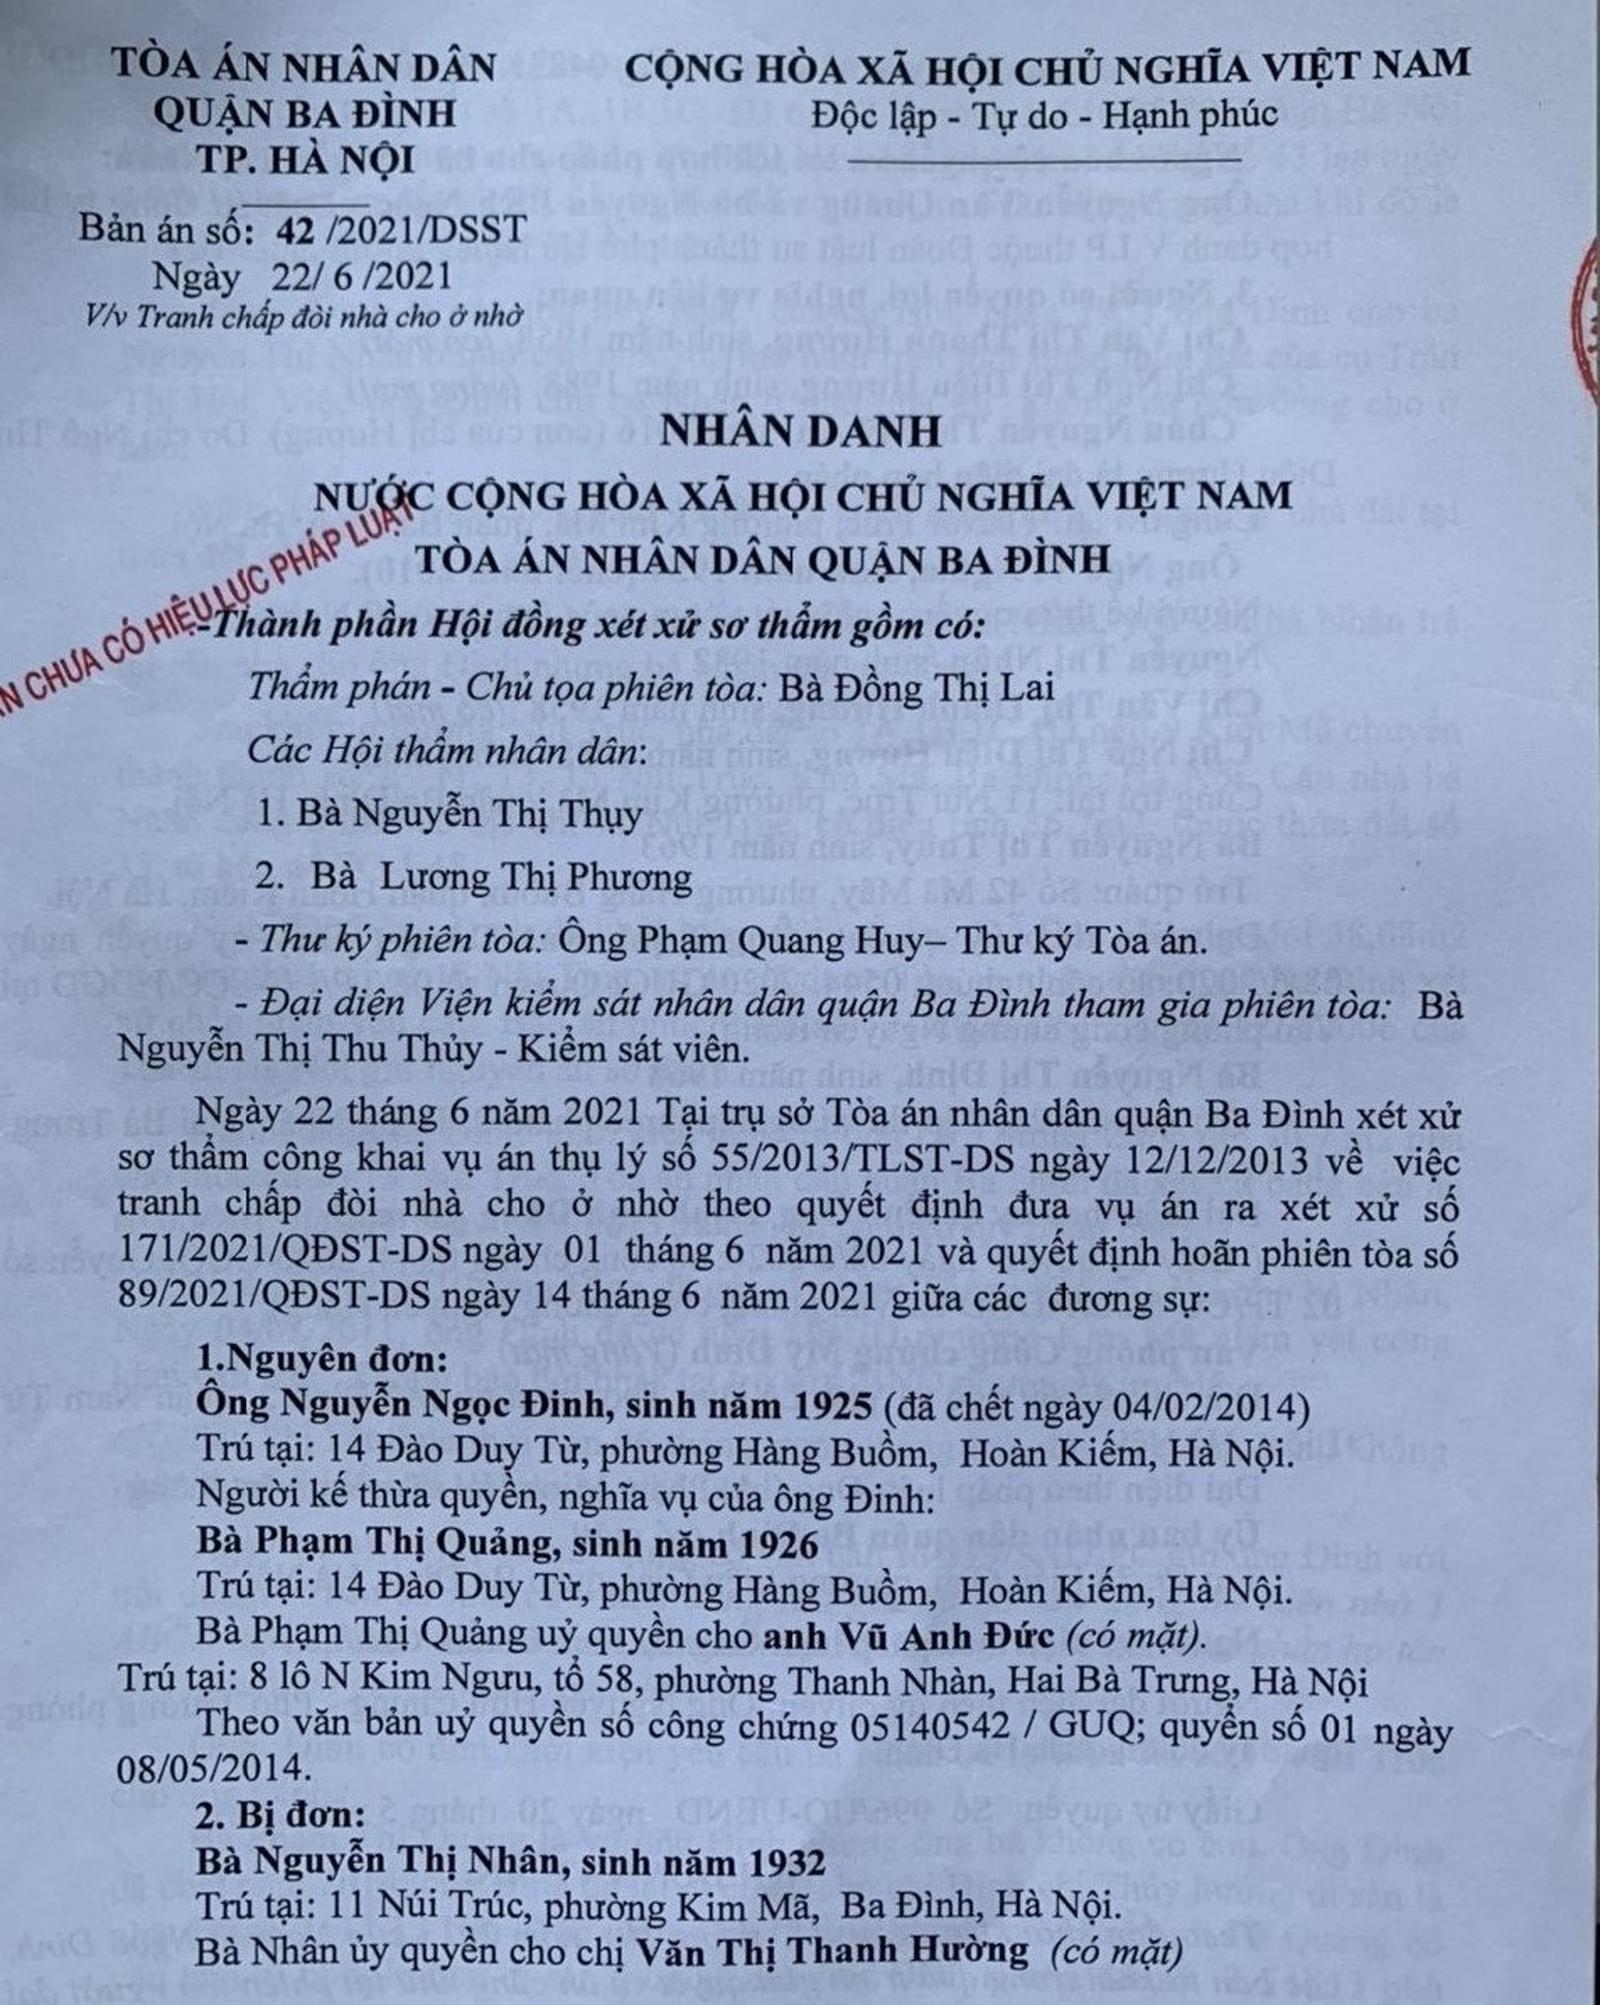 TÒA ÁN NHÂN DÂN
QUẬN BA ĐÌNH
TP. HÀ NỘI
CỘNG HÒA XÃ HỘI CHỦ NGHĨA VIỆT NAM
Độc lập - Tự do - Hạnh phúc
Bản án số: 42 /2021/DSST
Ngày 22/ 6 /2021
V/v Tranh chấp đòi nhà cho ở nhờ
NHÂN DANH
NƯỚC CỘNG HÒA XÃ HỘI CHỦ NGHĨA VIỆT NAM
TÒA ÁN NHÂN DÂN QUẬN BA ĐÌNH
CHƯA CÓ HIỆU LỰC PHÁP LUẬT
-Thành phần Hội đồng xét xử sơ thẩm gồm có:
Thẩm phán - Chủ tọa phiên tòa: Bà Đồng Thị Lai
Các Hội thẩm nhân dân:
1. Bà Nguyễn Thị Thụy
2. Bà Lương Thị Phương
- Thư ký phiên tòa: Ông Phạm Quang Huy– Thư ký Tòa án.
- Đại diện Viện kiểm sát nhân dân quận Ba Đình tham gia phiên tòa: Bà
Nguyễn Thị Thu Thủy - Kiểm sát viên.
Ngày 22 tháng 6 năm 2021 Tại trụ sở Tòa án nhân dân quận Ba Đình xét xử
sơ thẩm công khai vụ án thụ lý số 55/2013/TLST-DS ngày 12/12/2013 về việc
tranh chấp đòi nhà cho ở nhờ theo quyết định đưa vụ án ra xét xử số
171/2021/QĐST-DS ngày 01 tháng 6 năm 2021 và quyết định hoãn phiên tòa số
89/2021/QĐST-DS ngày 14 tháng 6 năm 2021 giữa các đương sự:
1.Nguyên đơn:
Ông Nguyễn Ngọc Đinh, sinh năm 1925 (đã chết ngày 04/02/2014)
Trú tại: 14 Đào Duy Từ, phường Hàng Buồm, Hoàn Kiếm, Hà Nội.
Người kế thừa quyền, nghĩa vụ của ông Đinh:
Bà Phạm Thị Quảng, sinh năm 1926
Trú tại: 14 Đào Duy Từ, phường Hàng Buồm, Hoàn Kiếm, Hà Nội.
Bà Phạm Thị Quảng uỷ quyền cho anh Vũ Anh Đức (có mặt).
Trú tại: 8 lô N Kim Ngưu, tổ 58, phường Thanh Nhàn, Hai Bà Trưng, Hà Nội
Theo văn bản uỷ quyền số công chứng 05140542 / GUQ; quyển số 01 ngày
08/05/2014.
2. Bị đơn:
Bà Nguyễn Thị Nhân, sinh năm 1932
Trú tại: 11 Núi Trúc, phường Kim Mã, Ba Đình, Hà Nội.
Bà Nhân ủy quyền cho chị Văn Thị Thanh Hường (có mặt)